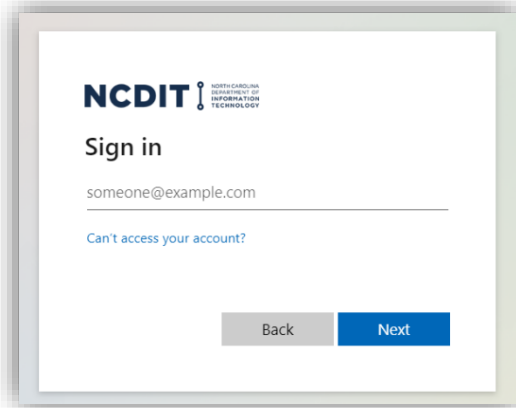 NCDIT
NORTH CAROLINA
DEPARTMENT OF
INFORMATION
TECHNOLOGY
Sign in
someone@example.com
Can't access your account?
Back Next